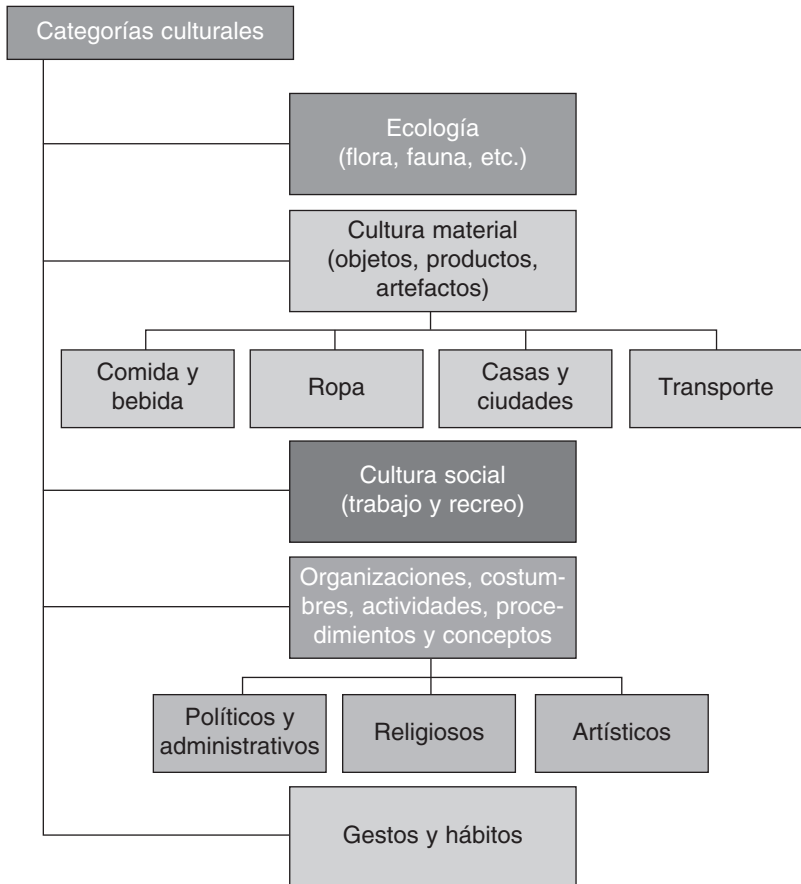 Categorías culturales
Ecología
(flora, fauna, etc.)
Cultura material
(objetos, productos,
artefactos)
Comida y
bebida
Ropa
Casas y
ciudades
Transporte
Cultura social
(trabajo y recreo)
Organizaciones, costum-
bres, actividades, proce-
dimientos y conceptos
Políticos y
administrativos
Religiosos
Artísticos
Gestos y hábitos